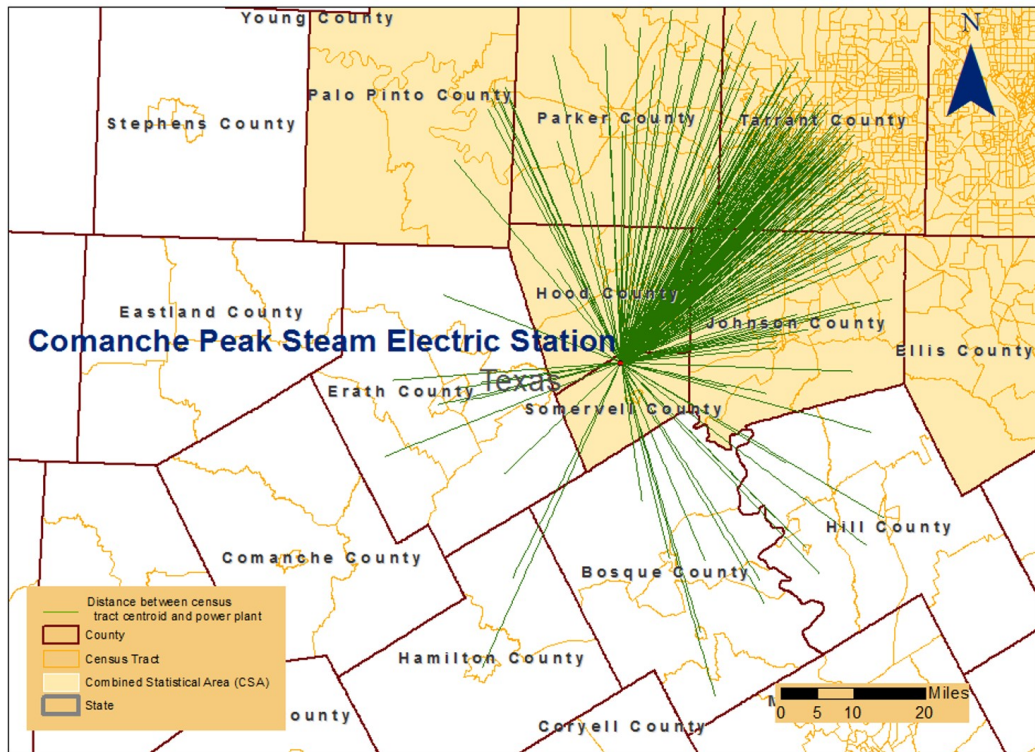 Young County
N
Palo Pinto County
Stephens County
Parker County
Tarrant County
Hood County
Eastland County
Johnson County
Comanche Peak Steam Electric Station
Ellis County
Texas
Erath County
Somervell County
Hill County
Comanche County
Bosque County
Distance between census
tract centroid and power plant
County
Census Tract
Combined Statistical Area (CSA)
State
Hamilton County
Miles
0 5 10 20
ounty
Coryell County